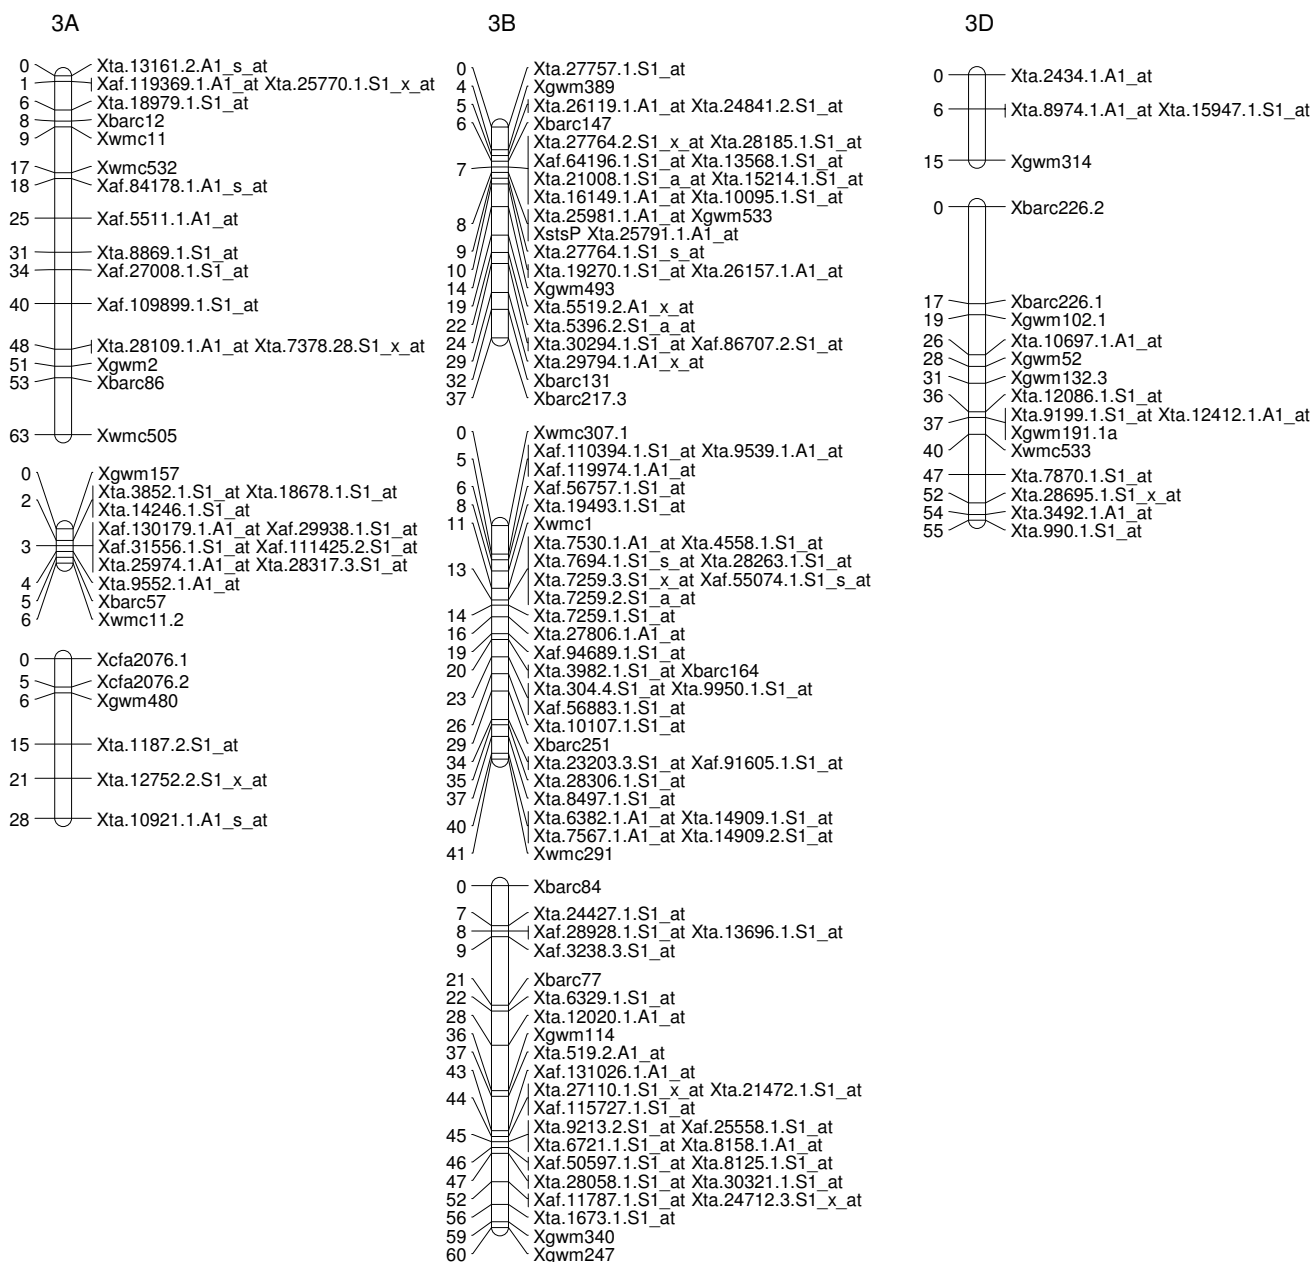 3A
0 Xta.13161.2.A1_s_at
1 Xaf.119369.1.A1_at Xta.25770.1.S1_x_at
6 Xta.18979.1.S1_at
8 Xbarc12
9 Xwmc11
17 Xwmc532
18 Xaf.84178.1.A1_s_at
25 Xaf.5511.1.A1_at
31 Xta.8869.1.S1_at
34 Xaf.27008.1.S1_at
40 Xaf.109899.1.S1_at
48 Xta.28109.1.A1_at Xta.7378.28.S1_x_at
51 Xgwm2
53 Xbarc86
63 Xwmc505
0 Xgwm157
2 Xta.3852.1.S1_at Xta.18678.1.S1_at
Xta.14246.1.S1_at
Xaf.130179.1.A1_at Xaf.29938.1.S1_at
3 Xaf.31556.1.S1_at Xaf.111425.2.S1_at
Xta.25974.1.A1_at Xta.28317.3.S1_at
4 Xta.9552.1.A1_at
5 Xbarc57
6 Xwmc11.2
0 Xcfa2076.1
5 Xcfa2076.2
6 Xgwm480
15 Xta.1187.2.S1_at
21 Xta.12752.2.S1_x_at
28 Xta.10921.1.A1_s_at
3B
0 Xta.27757.1.S1_at
4 Xgwm389
5 Xta.26119.1.A1_at Xta.24841.2.S1_at
6 Xbarc147
Xta.27764.2.S1_x_at Xta.28185.1.S1_at
7 Xaf.64196.1.S1_at Xta.13568.1.S1_at
Xta.21008.1.S1_a_at Xta.15214.1.S1_at
Xta.16149.1.A1_at Xta.10095.1.S1_at
8 Xta.25981.1.A1_at Xgwm533
XstsP Xta.25791.1.A1_at
9 Xta.27764.1.S1_s_at
10 Xta.19270.1.S1_at Xta.26157.1.A1_at
14 Xgwm493
19 Xta.5519.2.A1_x_at
22 Xta.5396.2.S1_a_at
24 Xta.30294.1.S1_at Xaf.86707.2.S1_at
29 Xta.29794.1.A1_x_at
32 Xbarc131
37 Xbarc217.3
0 Xwmc307.1
5 Xaf.110394.1.S1_at Xta.9539.1.A1_at
Xaf.119974.1.A1_at
6 Xaf.56757.1.S1_at
8 Xta.19493.1.S1_at
11 Xwmc1
Xta.7530.1.A1_at Xta.4558.1.S1_at
13 Xta.7694.1.S1_s_at Xta.28263.1.S1_at
Xta.7259.3.S1_x_at Xaf.55074.1.S1_s_at
Xta.7259.2.S1_a_at
14 Xta.7259.1.S1_at
16 Xta.27806.1.A1_at
19 Xaf.94689.1.S1_at
20 Xta.3982.1.S1_at Xbarc164
23 Xta.304.4.S1_at Xta.9950.1.S1_at
Xaf.56883.1.S1_at
26 Xta.10107.1.S1_at
29 Xbarc251
34 Xta.23203.3.S1_at Xaf.91605.1.S1_at
35 Xta.28306.1.S1_at
37 Xta.8497.1.S1_at
40 Xta.6382.1.A1_at Xta.14909.1.S1_at
Xta.7567.1.A1_at Xta.14909.2.S1_at
41 Xwmc291
0 Xbarc84
7 Xta.24427.1.S1_at
8 Xaf.28928.1.S1_at Xta.13696.1.S1_at
9 Xaf.3238.3.S1_at
21 Xbarc77
22 Xta.6329.1.S1_at
28 Xta.12020.1.A1_at
36 Xgwm114
37 Xta.519.2.A1_at
43 Xaf.131026.1.A1_at
44 Xta.27110.1.S1_x_at Xta.21472.1.S1_at
Xaf.115727.1.S1_at
45 Xta.9213.2.S1_at Xaf.25558.1.S1_at
Xta.6721.1.S1_at Xta.8158.1.A1_at
46 Xaf.50597.1.S1_at Xta.8125.1.S1_at
47 Xta.28058.1.S1_at Xta.30321.1.S1_at
52 Xaf.11787.1.S1_at Xta.24712.3.S1_x_at
56 Xta.1673.1.S1_at
59 Xgwm340
60 Xgwm247
3D
0 Xta.2434.1.A1_at
6 Xta.8974.1.A1_at Xta.15947.1.S1_at
15 Xgwm314
0 Xbarc226.2
17 Xbarc226.1
19 Xgwm102.1
26 Xta.10697.1.A1_at
28 Xgwm52
31 Xgwm132.3
36 Xta.12086.1.S1_at
37 Xta.9199.1.S1_at Xta.12412.1.A1_at
Xgwm191.1a
40 Xwmc533
47 Xta.7870.1.S1_at
52 Xta.28695.1.S1_x_at
54 Xta.3492.1.A1_at
55 Xta.990.1.S1_at